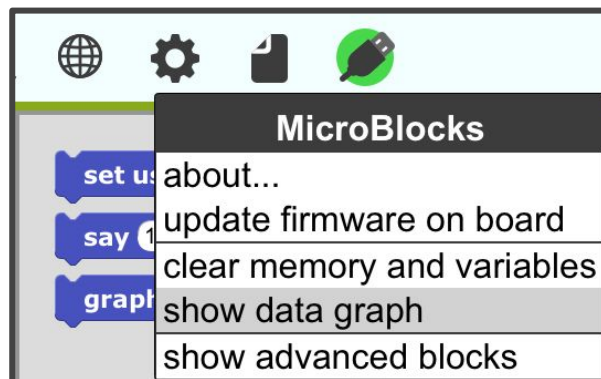 MicroBlocks
set us
about...
update firmware on board
say 1
clear memory and variables
graph
show data graph
show advanced blocks